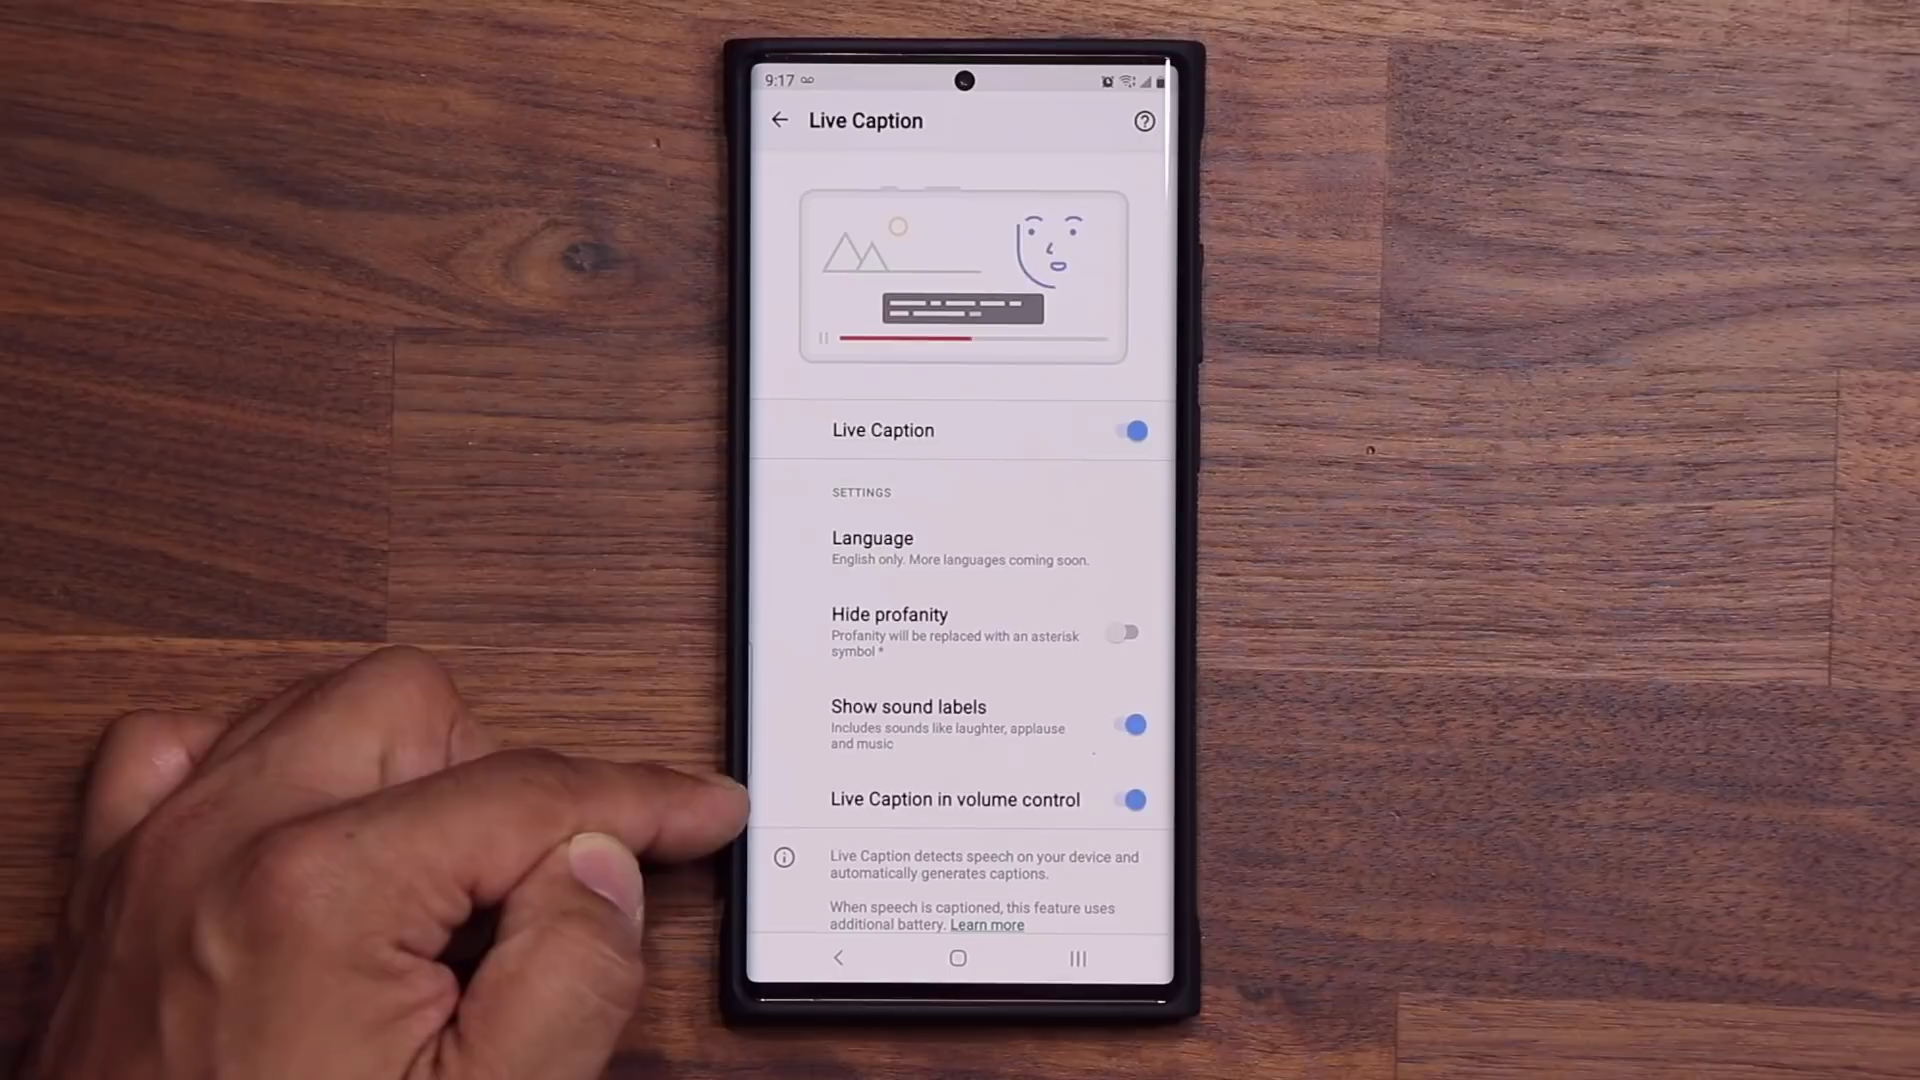 9:17
Live Caption
Live Caption
SETTINGS
Language
English only. More languages coming soon.
Hide profanity
Profanity will be replaced with an asterisk
symbol *
Show sound labels
Includes sounds like laughter, applause
and music
Live Caption in volume control
Live Caption detects speech on your device and
automatically generates captions.
When speech is captioned, this feature uses
additional battery. Learn more